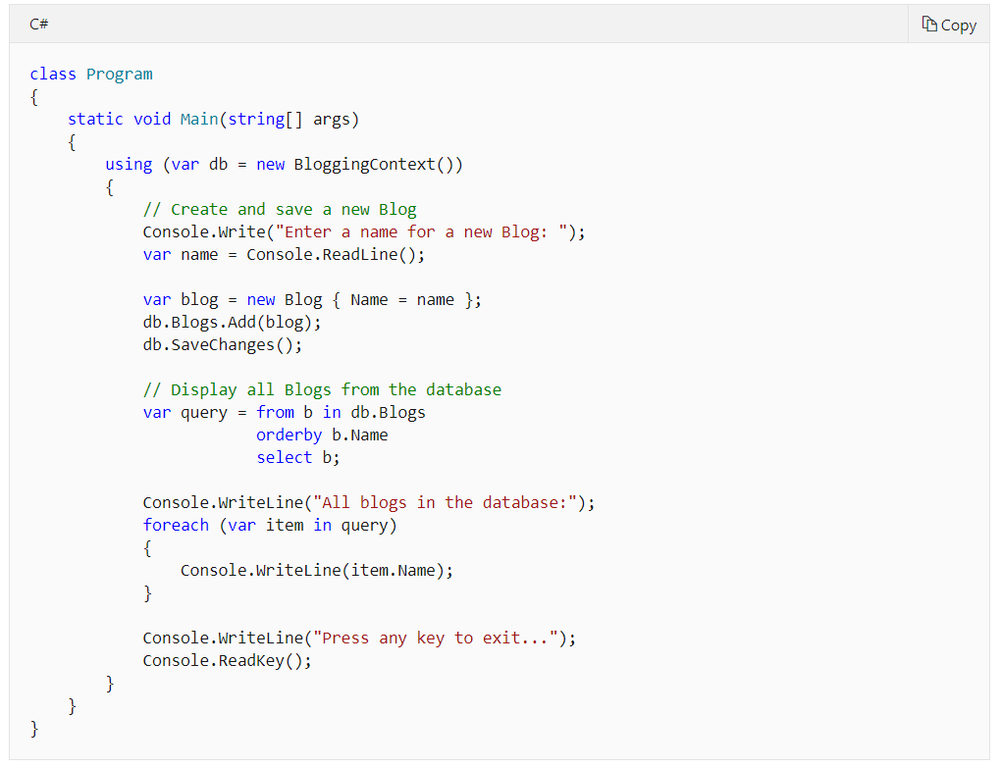 C#
Copy
class Program
{
    static void Main(string[] args)
    {
        using (var db = new BloggingContext())
        {
            // Create and save a new Blog
            Console.Write("Enter a name for a new Blog: ");
            var name = Console.ReadLine();

            var blog = new Blog { Name = name };
            db.Blogs.Add(blog);
            db.SaveChanges();

            // Display all Blogs from the database
            var query = from b in db.Blogs
                        orderby b.Name
                        select b;

            Console.WriteLine("All blogs in the database:");
            foreach (var item in query)
            {
                Console.WriteLine(item.Name);
            }

            Console.WriteLine("Press any key to exit...");
            Console.ReadKey();
        }
    }
}